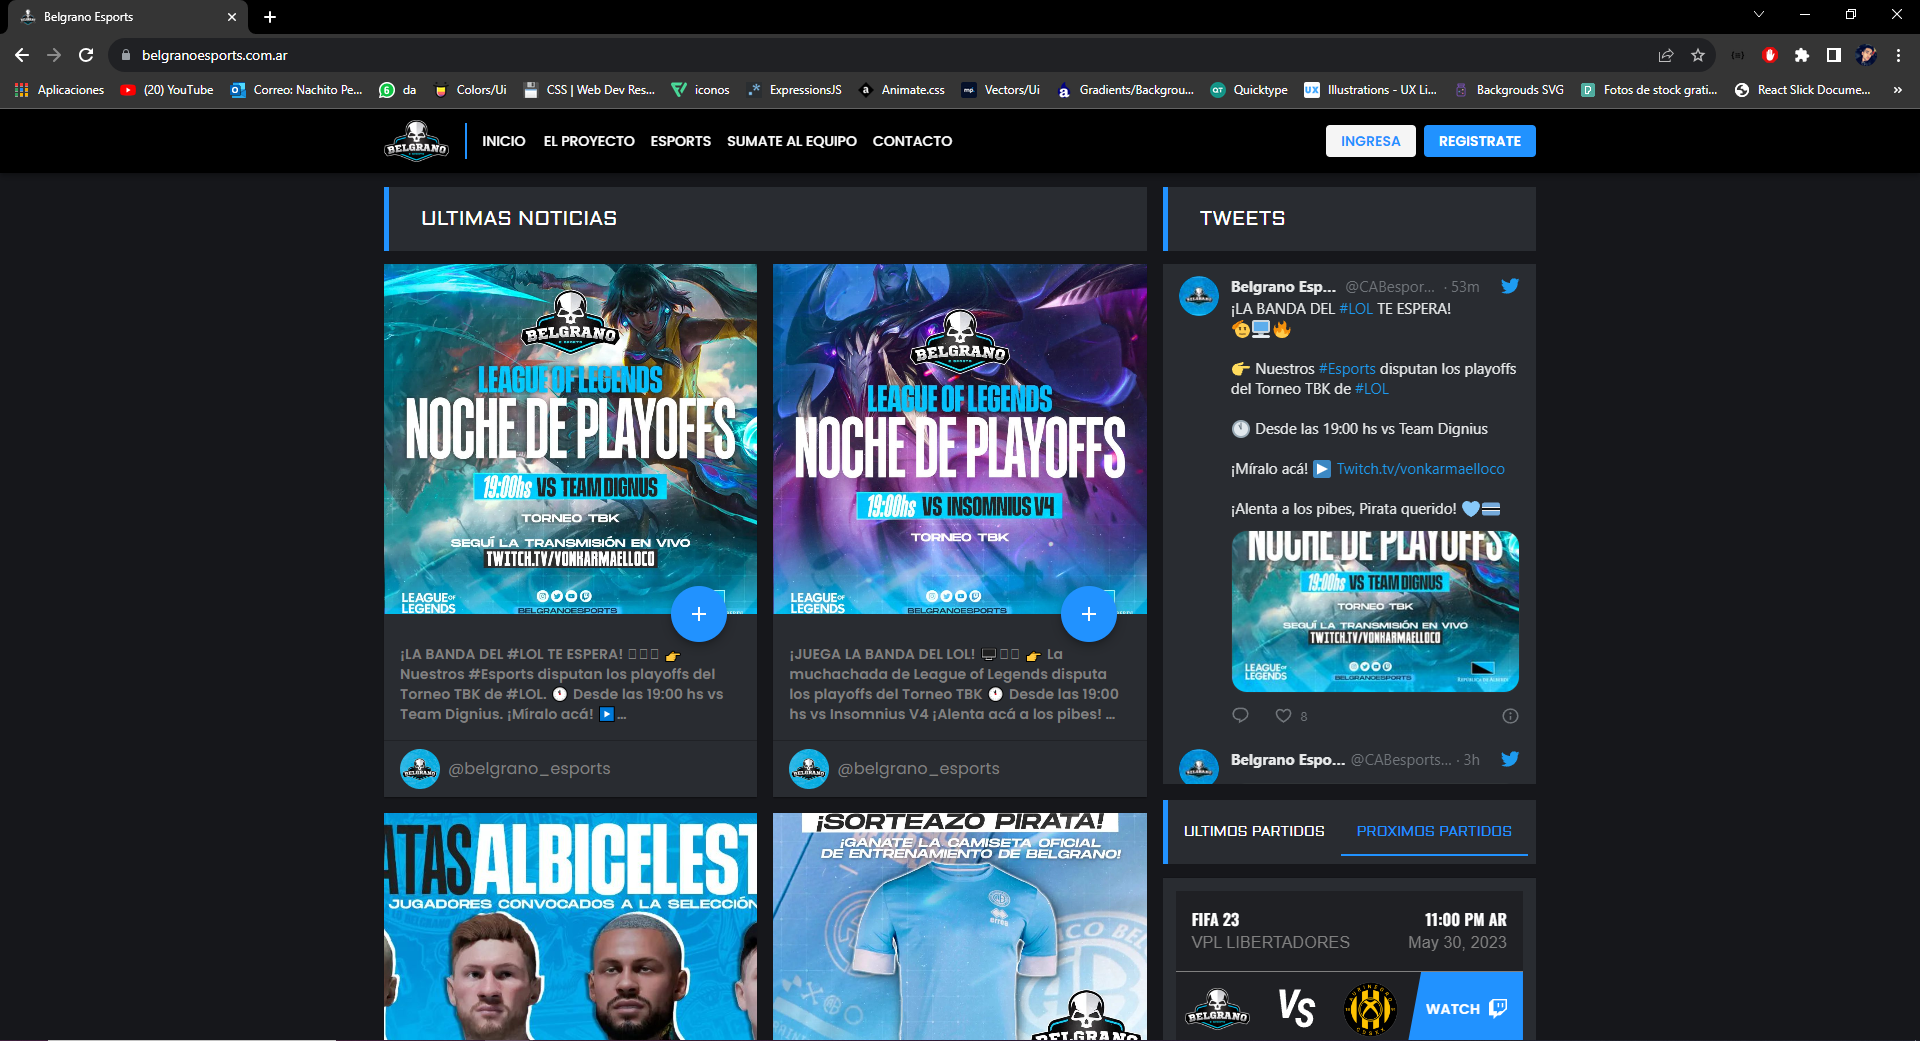 Belgrano Esports
belgranoesports.com.ar
Aplicaciones
(20) YouTube
Correo: Nachito Pe...
da
Colors/Ui
CSS | Web Dev Res...
iconos
ExpressionsJS
Animate.css
Vectors/Ui
Gradients/Backgrou...
Quicktype
Illustrations - UX Li...
Backgrouds SVG
Fotos de stock grati...
React Slick Docume...
»
BELGRANO
INICIO
EL PROYECTO
ESPORTS
SUMATE AL EQUIPO
CONTACTO
INGRESA
REGISTRATE
ULTIMAS NOTICIAS
BELGRANO
E-SPORTS
LEAGUE OF LEGENDS
NOCHE DE PLAYOFFS
19:00hs VS TEAM DIGNUS
TORNEO TBK
SEGUÍ LA TRANSMISIÓN EN VIVO
TWITCH.TV/VONKARMAELLOCO
LEAGUE OF
LEGENDS
BELGRANOESPORTS
+
¡LA BANDA DEL #LOL TE ESPERA! 👉
Nuestros #Esports disputan los playoffs del
Torneo TBK de #LOL. 🕚 Desde las 19:00 hs vs
Team Dignius. ¡Míralo acá! ▶️ ...
@belgrano_esports
BELGRANO
E-SPORTS
LEAGUE OF LEGENDS
NOCHE DE PLAYOFFS
19:00hs VS INSOMNIUS V4
TORNEO TBK
LEAGUE OF
LEGENDS
BELGRANOESPORTS
+
¡JUEGA LA BANDA DEL LOL! 🖥 👉 La
muchachada de League of Legends disputa
los playoffs del Torneo TBK 🕚 Desde las 19:00
hs vs Insomnius V4 ¡Alenta acá a los pibes! ...
@belgrano_esports
ATAS ALBICELEST
JUGADORES CONVOCADOS A LA SELECCIÓN
¡SORTEAZO PIRATA!
¡GANATE LA CAMISETA OFICIAL
DE ENTRENAMIENTO DE BELGRANO!
BELGRANO
TWEETS
Belgrano Esp... @CABespor... · 53m
¡LA BANDA DEL #LOL TE ESPERA!
🫡🖥️🔥
👉 Nuestros #Esports disputan los playoffs
del Torneo TBK de #LOL
🕚 Desde las 19:00 hs vs Team Dignius
¡Míralo acá! ▶️ Twitch.tv/vonkarmaelloco
¡Alenta a los pibes, Pirata querido! 🩵
NOCHE DE PLAYOFFS
19:00hs VS TEAM DIGNUS
TORNEO TBK
SEGUÍ LA TRANSMISIÓN EN VIVO
TWITCH.TV/VONKARMAELLOCO
LEAGUE OF
LEGENDS
BELGRANOESPORTS
8
Belgrano Espo... @CABesports... · 3h
ULTIMOS PARTIDOS
PROXIMOS PARTIDOS
FIFA 23
11:00 PM AR
VPL LIBERTADORES
May 30, 2023
BELGRANO
VS
WATCH